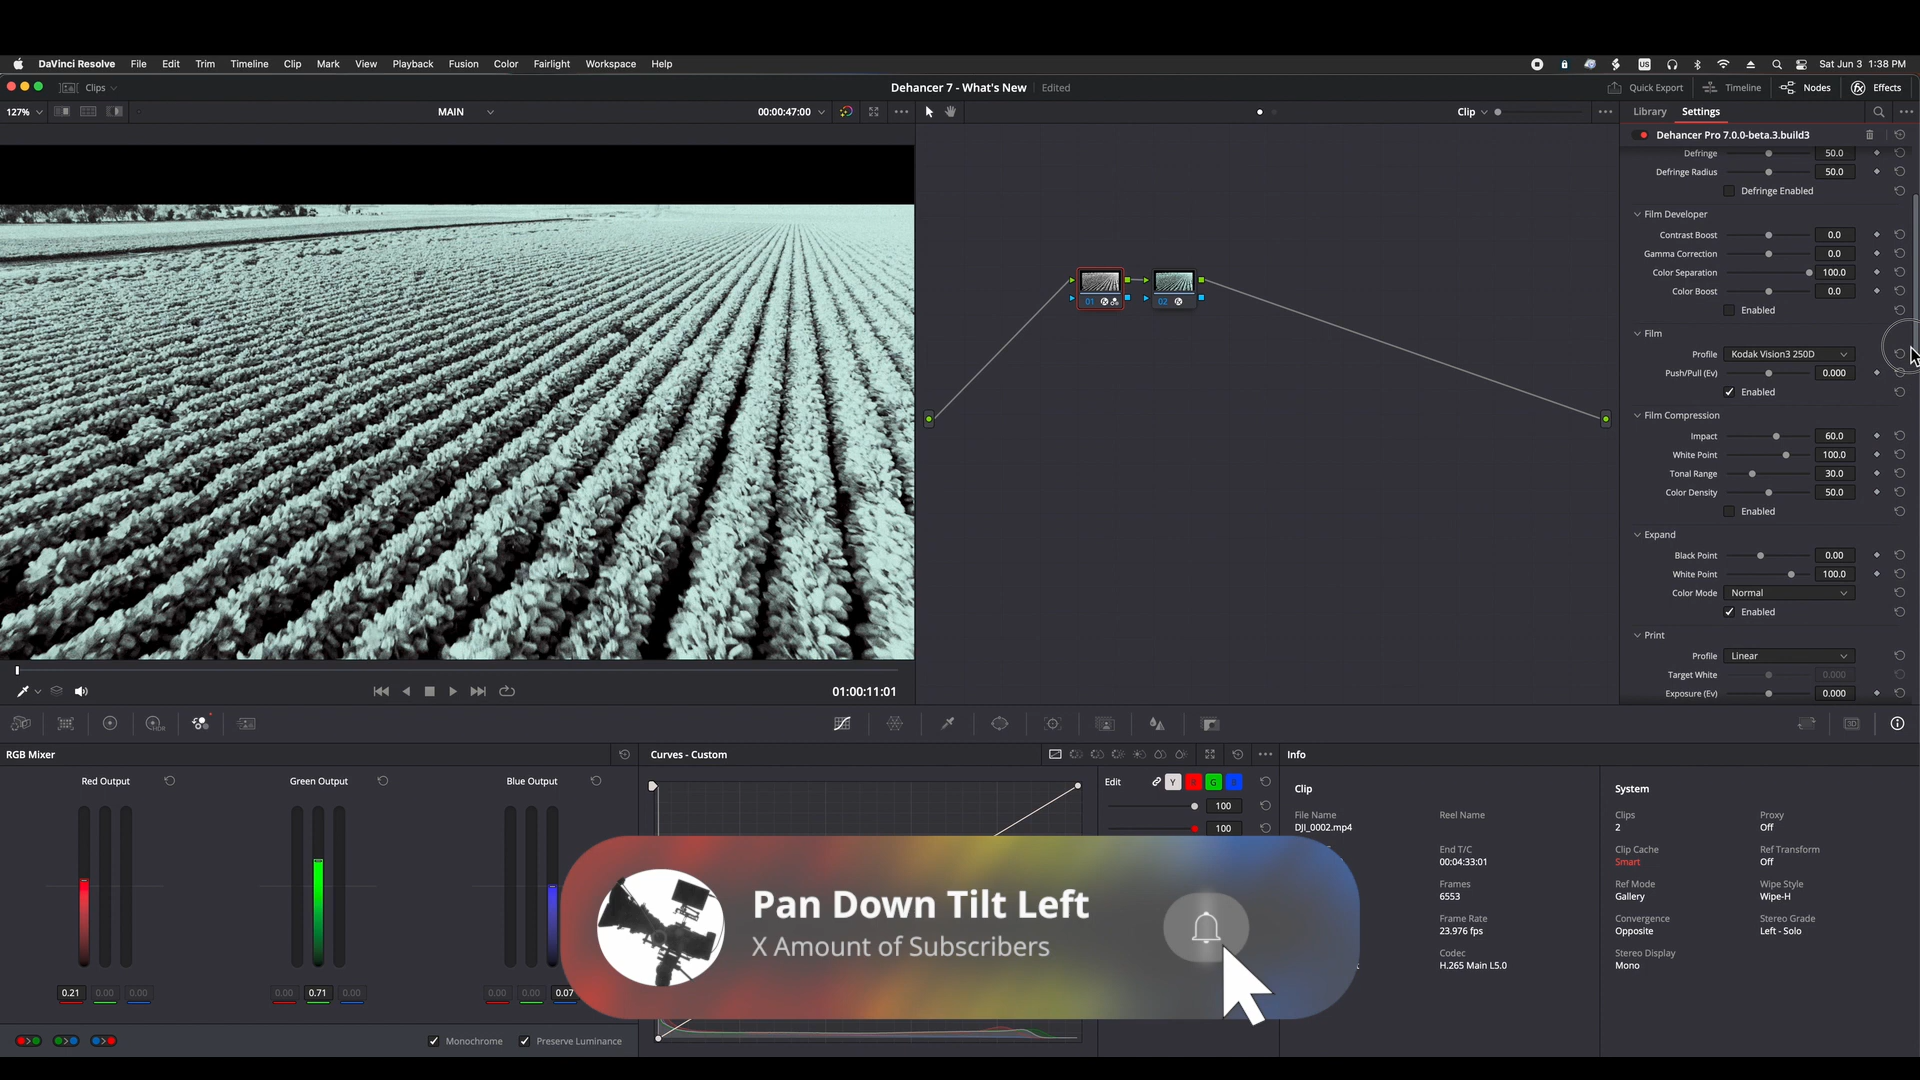 DaVinci Resolve File Edit Trim Timeline Clip Mark View Playback Fusion Color Fairlight Workspace Help
US Sat Jun 3 1:38 PM
Clips
Dehancer 7 - What's New Edited
Quick Export Timeline Nodes Effects
127% MAIN 00:00:47:00
Clip
Library Settings
Dehancer Pro 7.0.0-beta.3.build3
Defringe 50.0
Defringe Radius 50.0
Defringe Enabled
Film Developer
Contrast Boost 0.0
Gamma Correction 0.0
Color Separation 100.0
Color Boost 0.0
Enabled
Film
Profile Kodak Vision3 250D
Push/Pull (Ev) 0.000
Enabled
Film Compression
Impact 60.0
White Point 100.0
Tonal Range 30.0
Color Density 50.0
Enabled
Expand
Black Point 0.00
White Point 100.0
Color Mode Normal
Enabled
Print
Profile Linear
Target White 0.000
Exposure (Ev) 0.000
01
02
01:00:11:01
HDR
3D
RGB Mixer
Red Output Green Output Blue Output
0.21 0.00 0.00
0.00 0.71 0.00
0.00 0.00 0.07
Monochrome Preserve Luminance
Curves - Custom
Edit Y R G B
100
100
Pan Down Tilt Left
X Amount of Subscribers
Info
Clip
File Name
DJI_0002.mp4
Reel Name
End T/C
00:04:33:01
Frames
6553
Frame Rate
23.976 fps
Codec
H.265 Main L5.0
System
Clips
2
Proxy
Off
Clip Cache
Smart
Ref Transform
Off
Ref Mode
Gallery
Wipe Style
Wipe-H
Convergence
Opposite
Stereo Grade
Left - Solo
Stereo Display
Mono